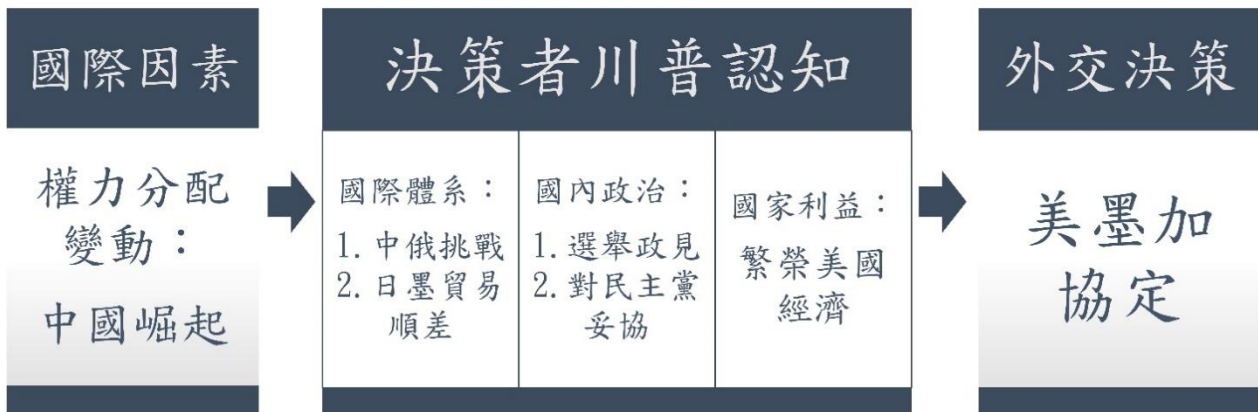 國際因素
權力分配
變動：
中國崛起
決策者川普認知
國際體系：
1. 中俄挑戰
2. 日墨貿易
順差
國內政治：
1. 選舉政見
2. 對民主黨
妥協
國家利益：
繁榮美國
經濟
外交決策
美墨加
協定